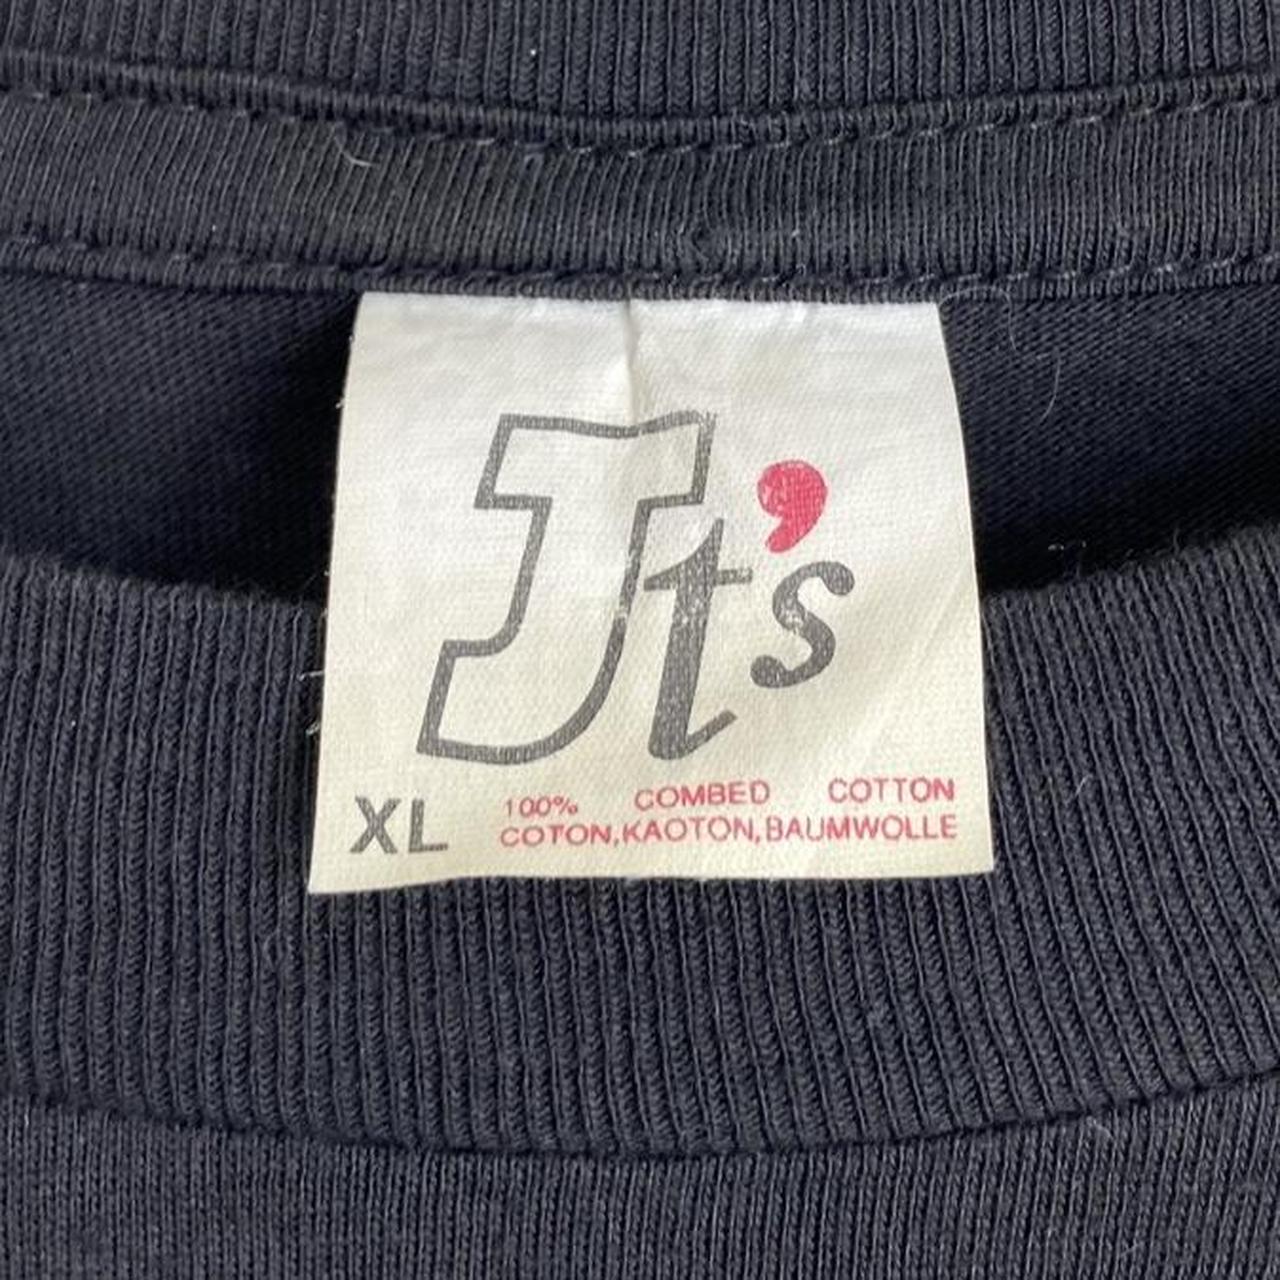 Jt's
XL
100% COMBED COTTON
COTON,KAOTON,BAUMWOLLE